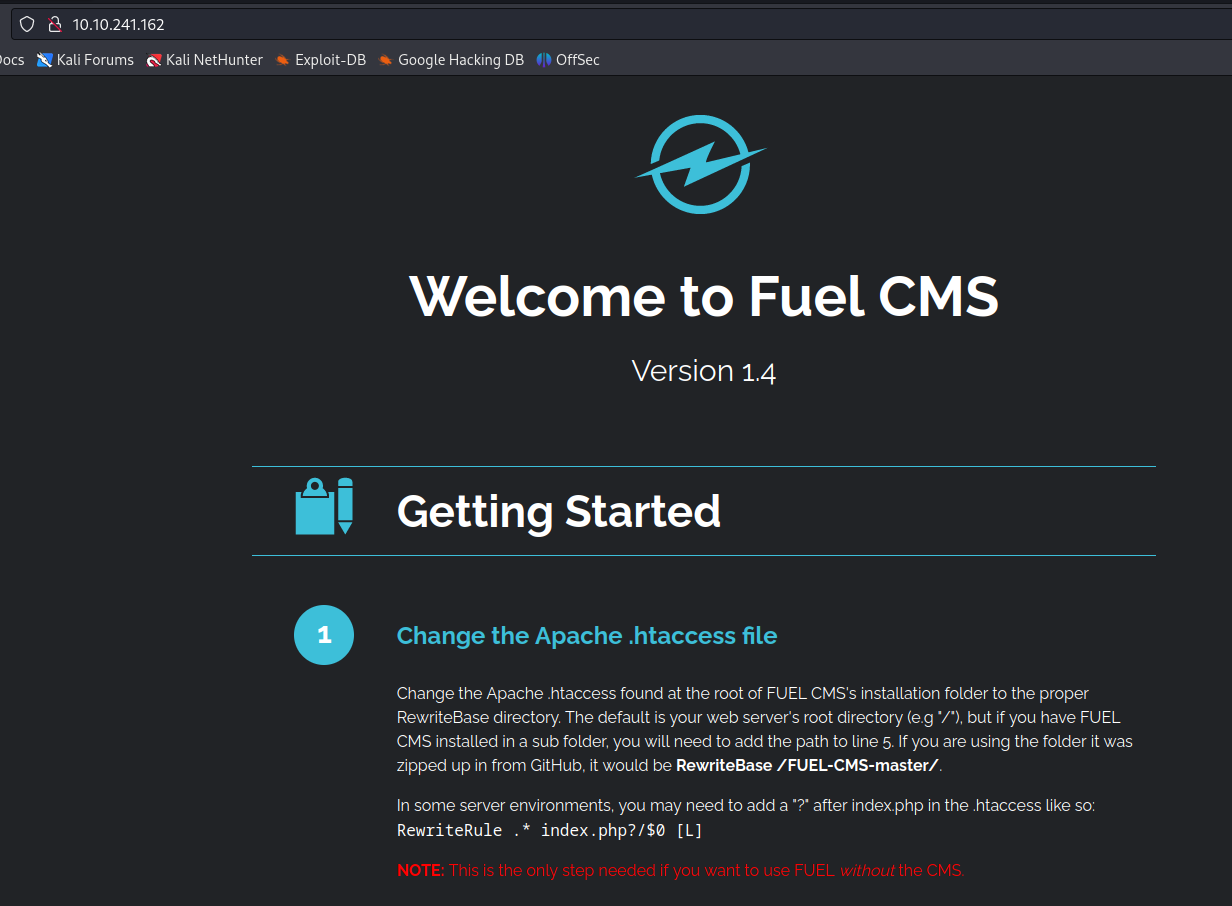 10.10.241.162
Docs Kali Forums Kali NetHunter Exploit-DB Google Hacking DB OffSec
Welcome to Fuel CMS
Version 1.4
Getting Started
1 Change the Apache .htaccess file
Change the Apache .htaccess found at the root of FUEL CMS's installation folder to the proper
RewriteBase directory. The default is your web server's root directory (e.g "/"), but if you have FUEL
CMS installed in a sub folder, you will need to add the path to line 5. If you are using the folder it was
zipped up in from GitHub, it would be RewriteBase /FUEL-CMS-master/.
In some server environments, you may need to add a "?" after index.php in the .htaccess like so:
RewriteRule .* index.php?/$0 [L]
NOTE: This is the only step needed if you want to use FUEL without the CMS.